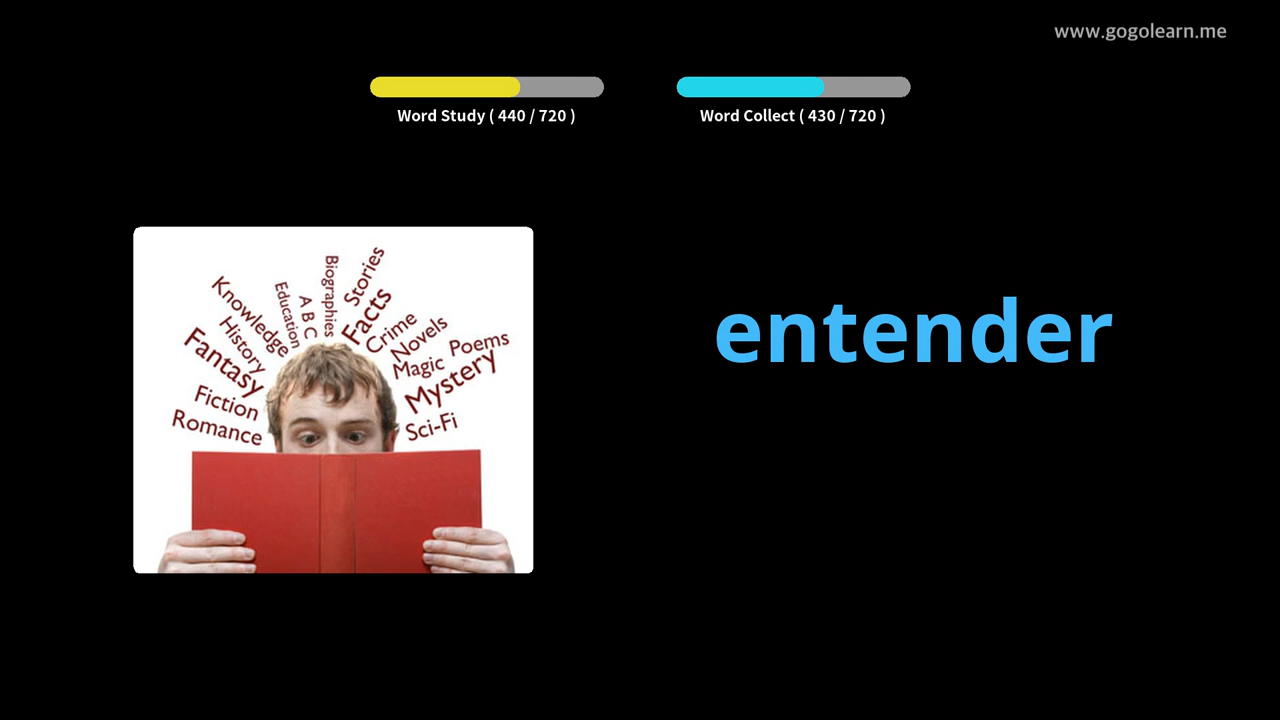 www.gogolearn.me
Word Study ( 440 / 720 )
Word Collect ( 430 / 720 )
Knowledge
History
Fantasy
Fiction
Romance
Education
A B C
Biographies
Stories
Facts
Crime
Novels
Magic
Poems
Mystery
Sci-Fi
entender